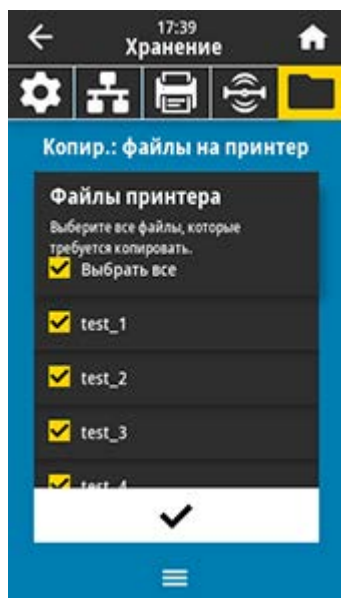 17:39
Хранение
Копир.: файлы на принтер
Файлы принтера
Выберите все файлы, которые
требуется копировать.
Выбрать все
test_1
test_2
test_3
test_4